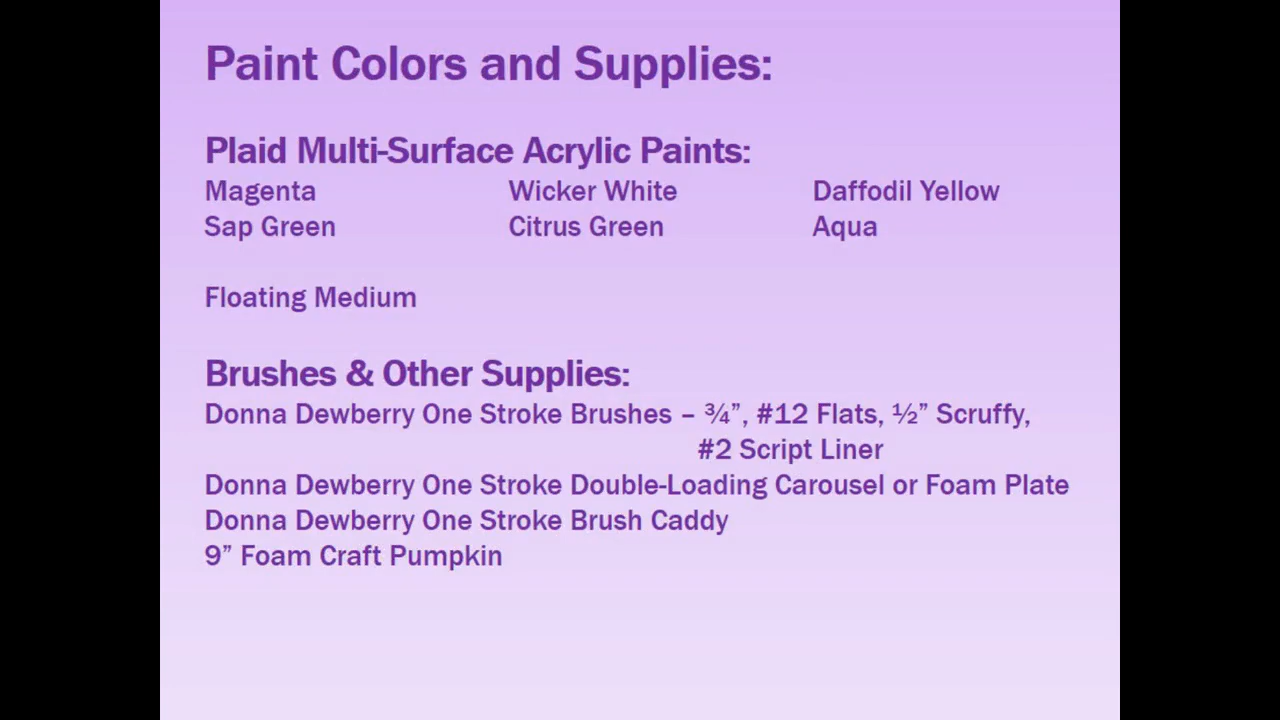 Paint Colors and Supplies:
Plaid Multi-Surface Acrylic Paints:
Magenta Wicker White Daffodil Yellow
Sap Green Citrus Green Aqua
Floating Medium
Brushes & Other Supplies:
Donna Dewberry One Stroke Brushes – ¾”, #12 Flats, ½” Scruffy,
#2 Script Liner
Donna Dewberry One Stroke Double-Loading Carousel or Foam Plate
Donna Dewberry One Stroke Brush Caddy
9” Foam Craft Pumpkin